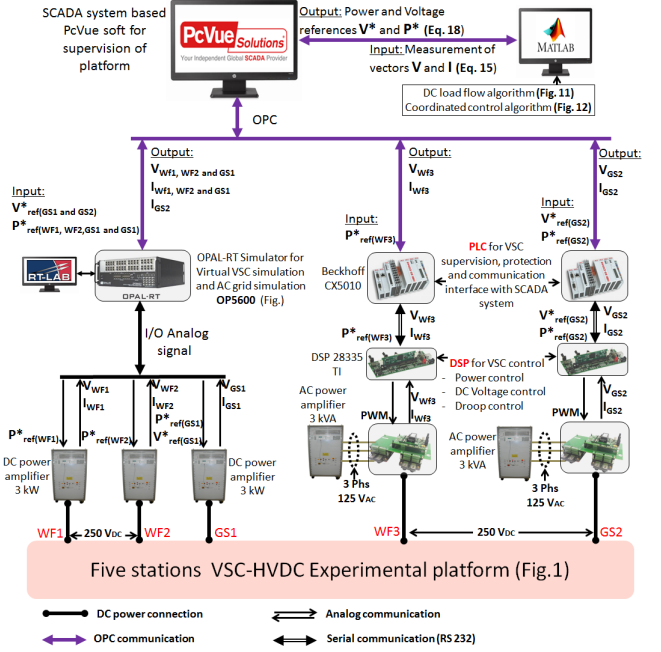 SCADA system based
PcVue soft for
supervision of
platform
PcVue
Solutions®
Your Independent Global SCADA Provider
Output: Power and Voltage
references V* and P* (Eq. 18)
Input: Measurement of
vectors V and I (Eq. 15)
MATLAB
DC load flow algorithm (Fig. 11)
Coordinated control algorithm (Fig. 12)
OPC
Input:
V*ref(GS1 and GS2)
P*ref(WF1, WF2,GS1 and GS1)
Output:
VWf1, WF2 and GS1
IWf1, WF2 and GS1
IGS2
Output:
VWf3
IWf3
Output:
VGS2
IGS2
Input:
P*ref(WF3)
Input:
V*ref(GS2)
P*ref(GS2)
RT-LAB
OPAL-RT
OPAL-RT Simulator for
Virtual VSC simulation
and AC grid simulation
OP5600 (Fig.)
Beckhoff
CX5010
PLC for VSC
supervision, protection
and communication
interface with SCADA
system
I/O Analog
signal
P*ref(WF3)
VWf3
IWf3
V*ref(GS2)
P*ref(GS2)
VGS2
IGS2
DSP 28335
TI
DSP for VSC control
- Power control
- DC Voltage control
- Droop control
VWF1
IWF1
VWF2
IWF2
P*ref(GS1)
V*ref(GS1)
VGS1
IGS1
P*ref(WF1)
P*ref(WF2)
AC power
amplifier
3 kVA
PWM
VWf3
IWf3
AC power
amplifier
3 kVA
PWM
VGS2
IGS2
DC power
amplifier
3 kW
DC power
amplifier
3 kW
3 Phs
125 VAC
3 Phs
125 VAC
WF1
250 VDC
WF2
GS1
WF3
250 VDC
GS2
Five stations VSC-HVDC Experimental platform (Fig.1)
DC power connection
Analog communication
OPC communication
Serial communication (RS 232)